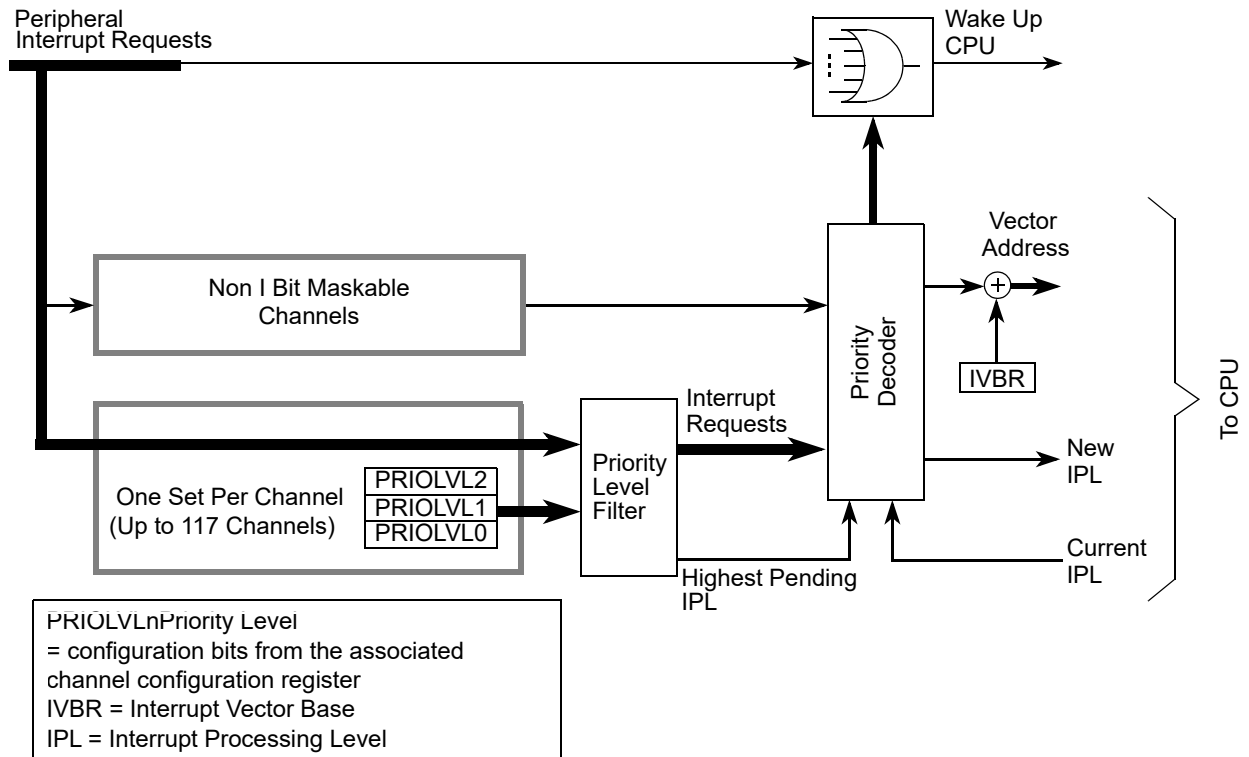 Peripheral
Interrupt Requests
Wake Up
CPU
Non I Bit Maskable
Channels
Priority
Decoder
Vector
Address
IVBR
To CPU
One Set Per Channel
(Up to 117 Channels)
PRIOLVL2
PRIOLVL1
PRIOLVL0
Priority
Level
Filter
Interrupt
Requests
Highest Pending
IPL
New
IPL
Current
IPL
PRIOLVLnPriority Level
= configuration bits from the associated
channel configuration register
IVBR = Interrupt Vector Base
IPL = Interrupt Processing Level